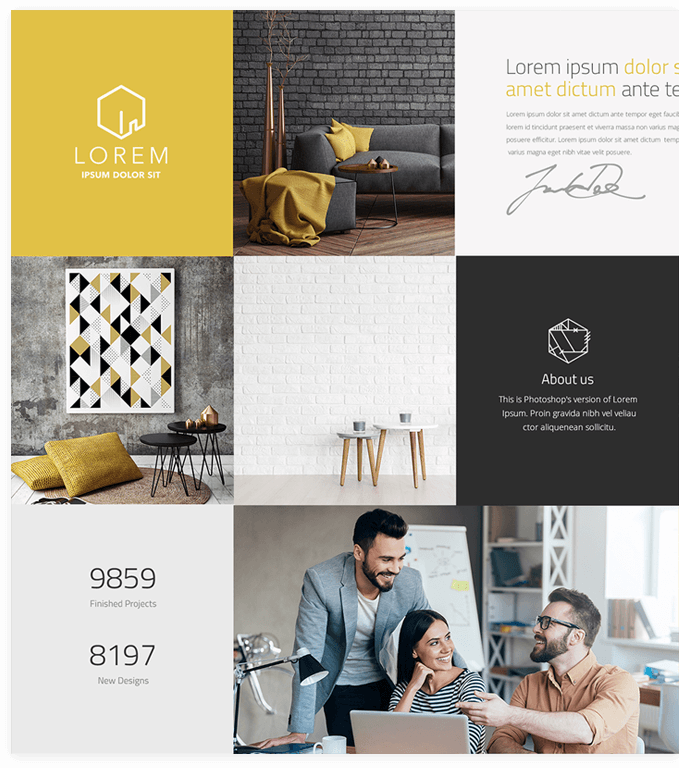 LOREM
IPSUM DOLOR SIT
Lorem ipsum dolor s
amet dictum ante te
Lorem ipsum dolor sit amet dictum ante tempor eget faucil
lorem id tincidunt praesent et viverra massa non varius mag
posuere efficitur. Lorem ipsum dolor sit amet dictum temp
varius magna eget nibh vitae velit posuere.
About us
This is Photoshop's version of Lorem
Ipsum. Proin gravida nibh vel veliau
ctor aliquenean sollicitu.
9859
Finished Projects
8197
New Designs